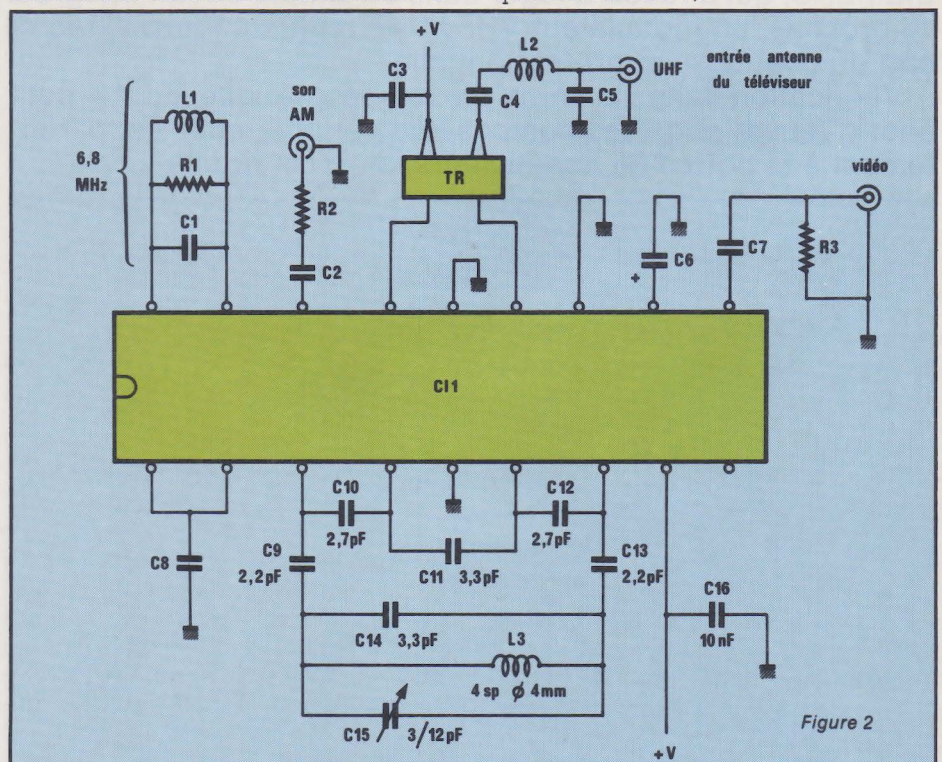 +V
L2
C3
UHF
entrée antenne
du téléviseur
L1
son
AM
C4
C5
6,8
MHz
R1
TR
vidéo
R2
C1
C2
C6
C7
R3
CI1
C10
C12
2,7pF
2,7pF
C8
C9
2,2pF
C11
3,3pF
C13
2,2pF
C16
10nF
C14
3,3pF
L3
4 sp ϕ 4mm
C15
3/12pF
+V
Figure 2